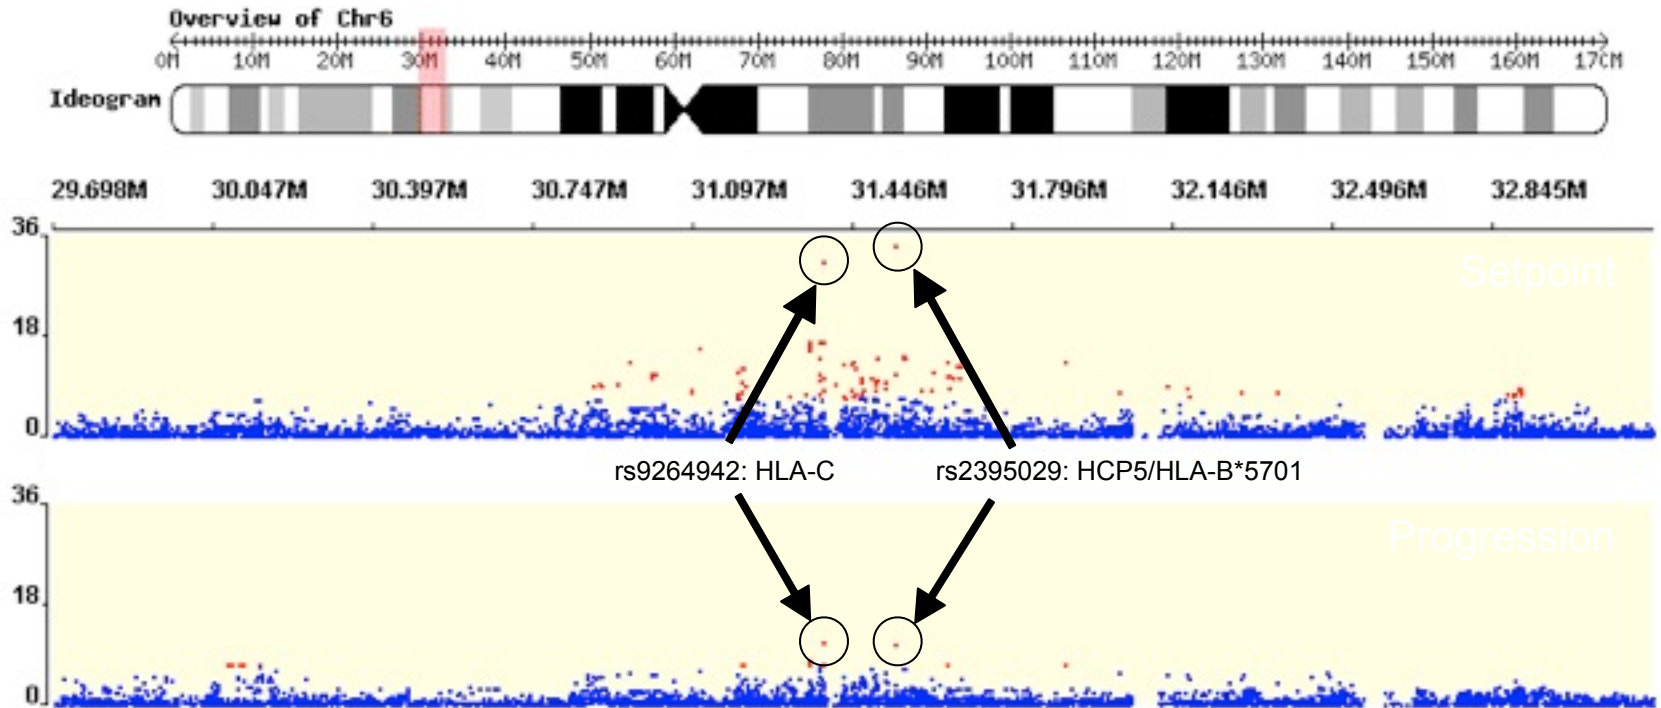 Overview of Chr6
0M 10M 20M 30M 40M 50M 60M 70M 80M 90M 100M 110M 120M 130M 140M 150M 160M 170M
Ideogram
29.698M 30.047M 30.397M 30.747M 31.097M 31.446M 31.796M 32.146M 32.496M 32.845M
36
Setpoint
18
0
rs9264942: HLA-C rs2395029: HCP5/HLA-B*5701
36
Progression
18
0